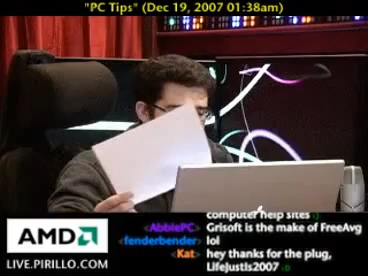 "PC Tips" (Dec 19, 2007 01:38am)
computer help sites :)
<AbbiePC> Grisoft is the make of FreeAvg
<fenderbender> lol
<Kat> hey thanks for the plug,
LifeJustIs2007 :D
AMD
LIVE.PIRILLO.COM